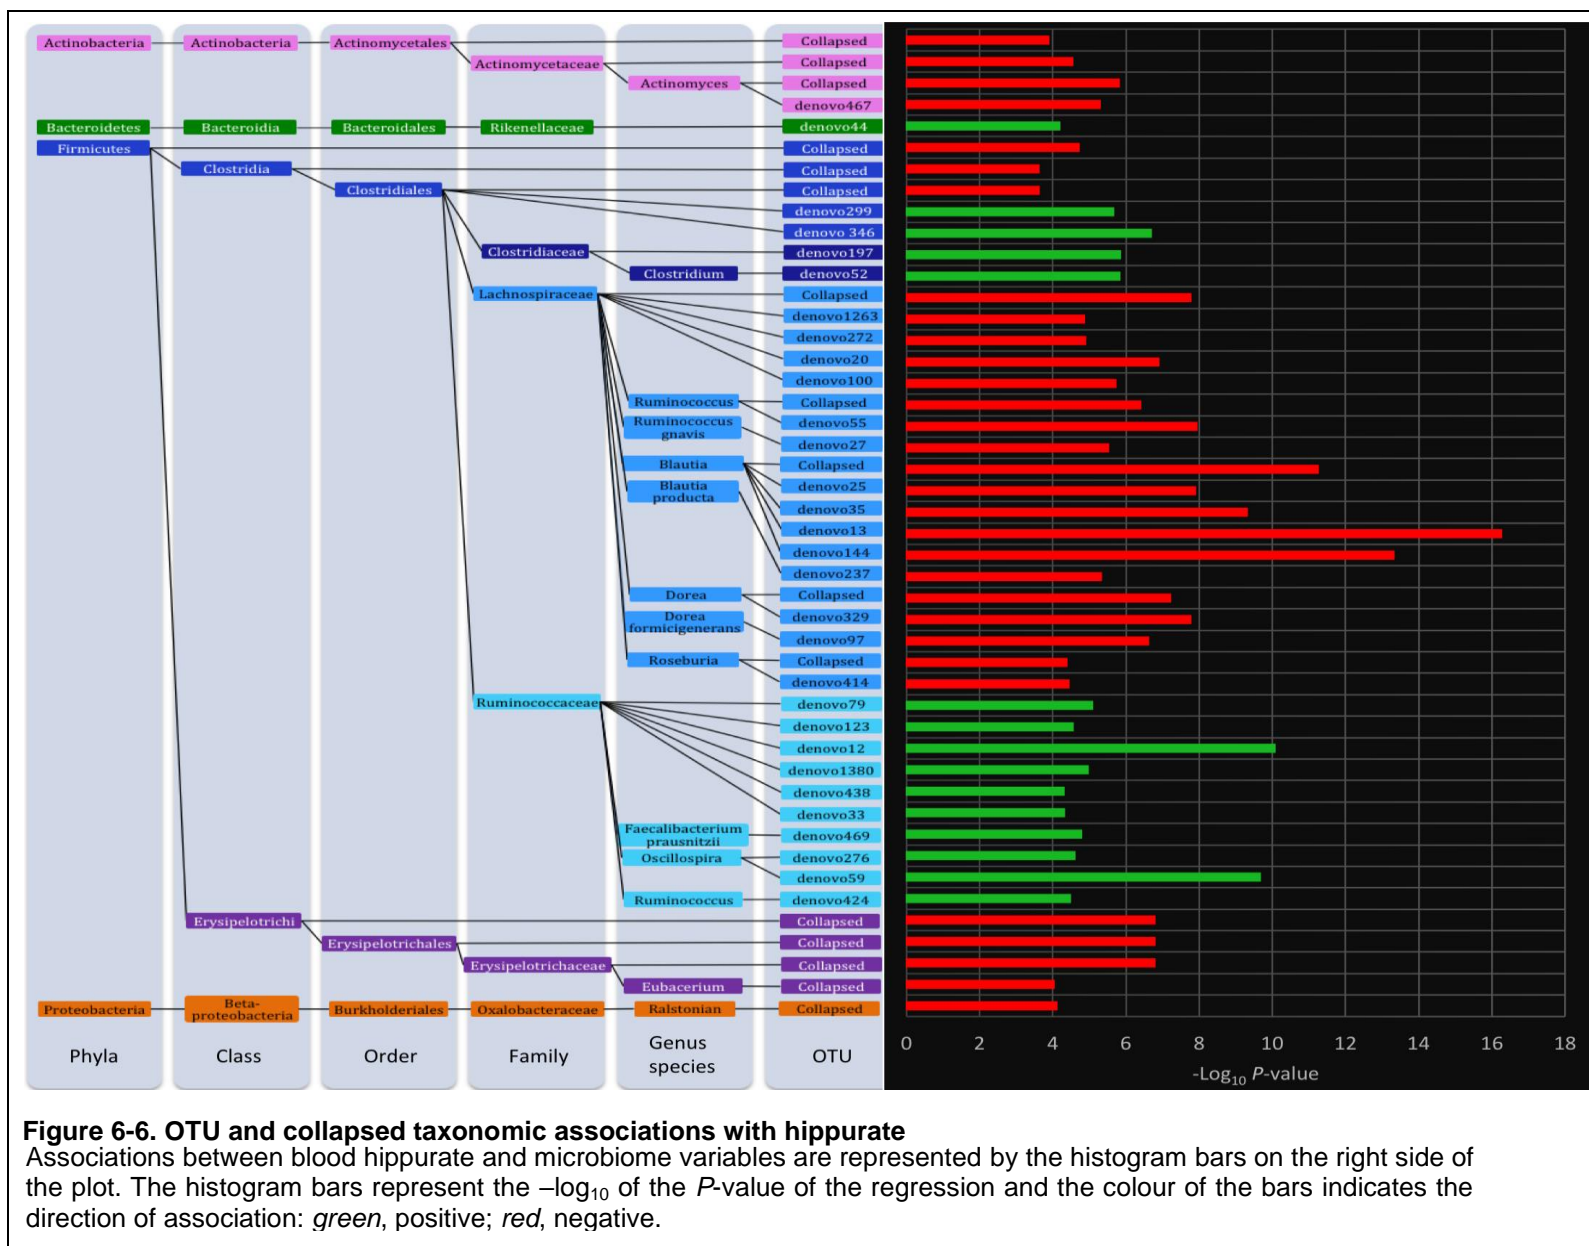 Actinobacteria Actinobacteria Actinomycetales Collapsed
Actinomycetaceae Collapsed
Actinomyces Collapsed
denovo467
Bacteroidetes Bacteroidia Bacteroidales Rikenellaceae denovo44
Firmicutes Collapsed
Clostridia Collapsed
Clostridiales Collapsed
denovo299
denovo 346
Clostridiaceae denovo197
Clostridium denovo52
Lachnospiraceae Collapsed
denovo1263
denovo272
denovo20
denovo100
Ruminococcus Collapsed
denovo55
Ruminococcus
gnavis
denovo27
Blautia Collapsed
denovo25
Blautia
producta
denovo35
denovo13
denovo144
denovo237
Dorea Collapsed
denovo329
Dorea
formicigenerans
denovo97
Roseburia Collapsed
denovo414
Ruminococcaceae denovo79
denovo123
denovo12
denovo1380
denovo438
denovo33
Faecalibacterium
prausnitzii
denovo469
Oscillospira denovo276
denovo59
Ruminococcus denovo424
Erysipelotrichi Collapsed
Erysipelotrichales Collapsed
Erysipelotrichaceae Collapsed
Eubacerium Collapsed
Proteobacteria Beta-
proteobacteria Burkholderiales Oxalobacteraceae Ralstonian Collapsed
Phyla Class Order Family Genus
species OTU
0 2 4 6 8 10 12 14 16 18
-Log10 P-value
Figure 6-6. OTU and collapsed taxonomic associations with hippurate
Associations between blood hippurate and microbiome variables are represented by the histogram bars on the right side of
the plot. The histogram bars represent the –log10 of the P-value of the regression and the colour of the bars indicates the
direction of association: green, positive; red, negative.